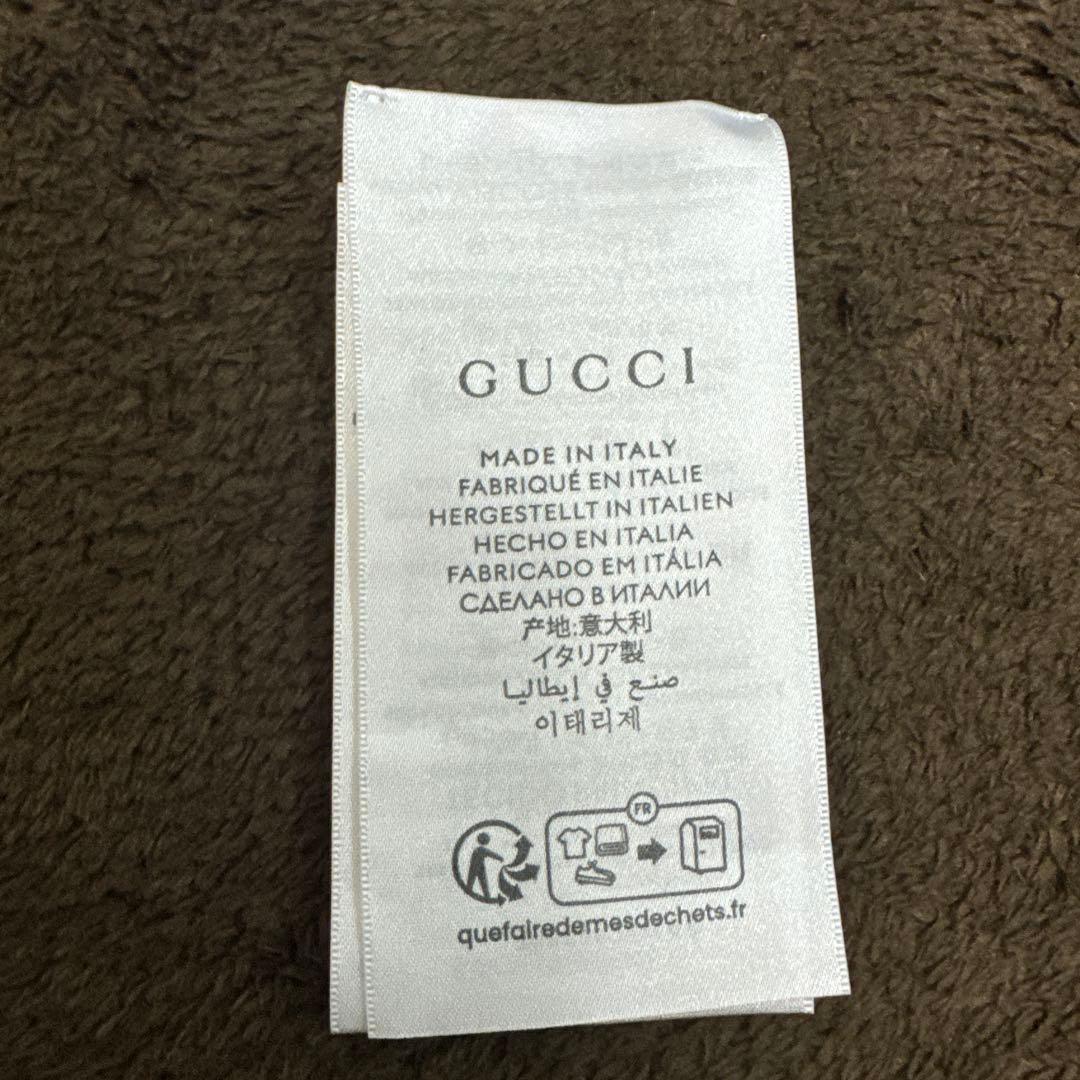 GUCCI
MADE IN ITALY
FABRIQUÉ EN ITALIE
HERGESTELLT IN ITALIEN
HECHO EN ITALIA
FABRICADO EM ITÁLIA
СДЕЛАНО В ИТАЛИИ
产地:意大利
イタリア製
صنع في إيطاليا
이태리제
FR
quefairedemesdechets.fr